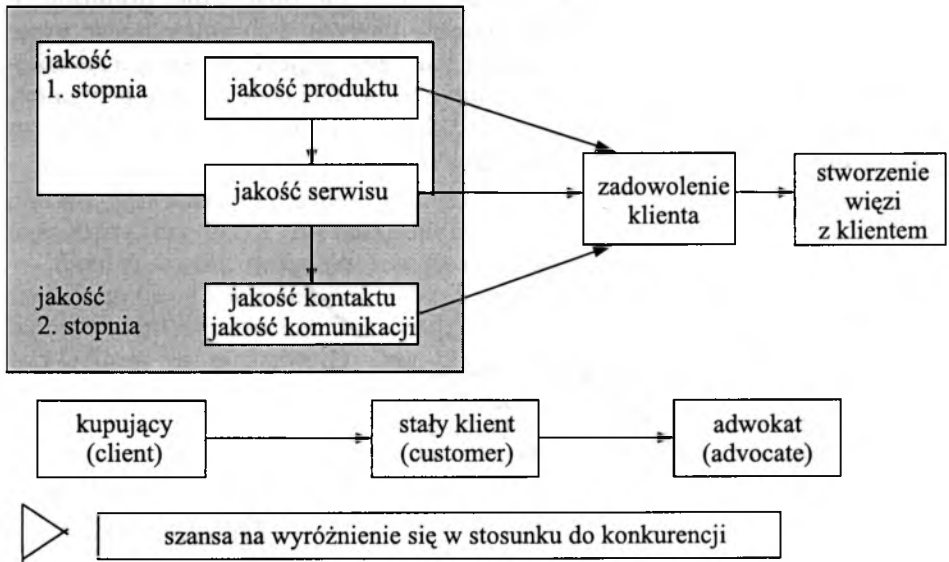 jakość
1. stopnia
jakość produktu
jakość serwisu
zadowolenie
klienta
stworzenie
więzi
z klientem
jakość
2. stopnia
jakość kontaktu
jakość komunikacji
kupujący
(client)
stały klient
(customer)
adwokat
(advocate)
szansa na wyróżnienie się w stosunku do konkurencji